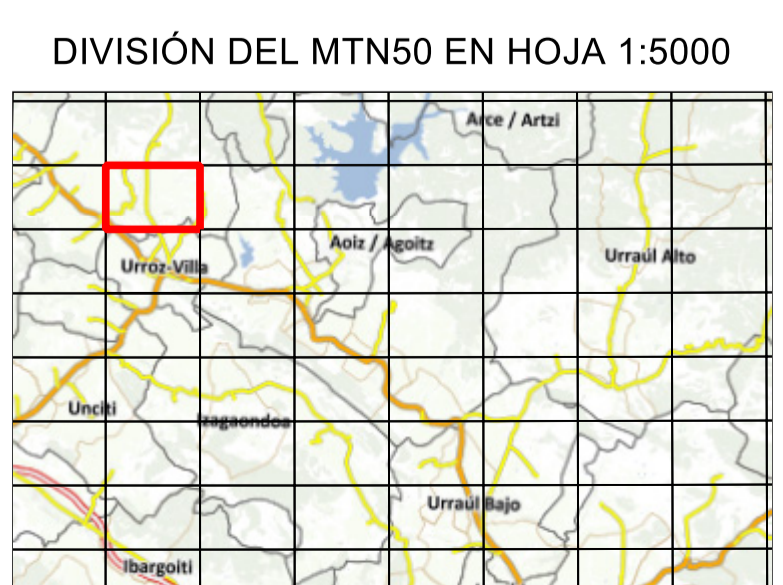 DIVISIÓN DEL MTN50 EN HOJA 1:5000
Arce / Artzi
Aoiz / Agoitz
Urraúl Alto
Urroz-Villa
Unciti
Izagaondoa
Urraúl Bajo
Ibargoiti